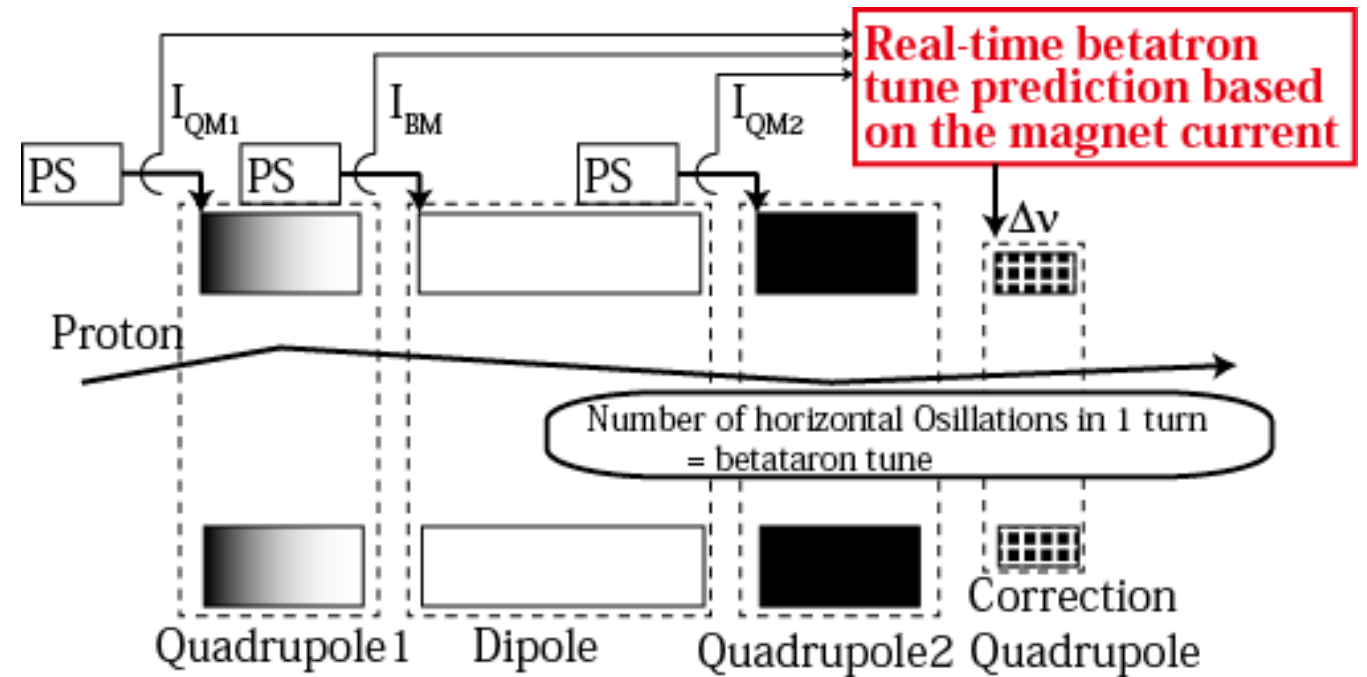 Real-time betatron
tune prediction based
on the magnet current
I_QM1
I_BM
I_QM2
PS
PS
PS
Δν
Proton
Number of horizontal Osillations in 1 turn
= betataron tune
Correction
Quadrupole1
Dipole
Quadrupole2
Quadrupole